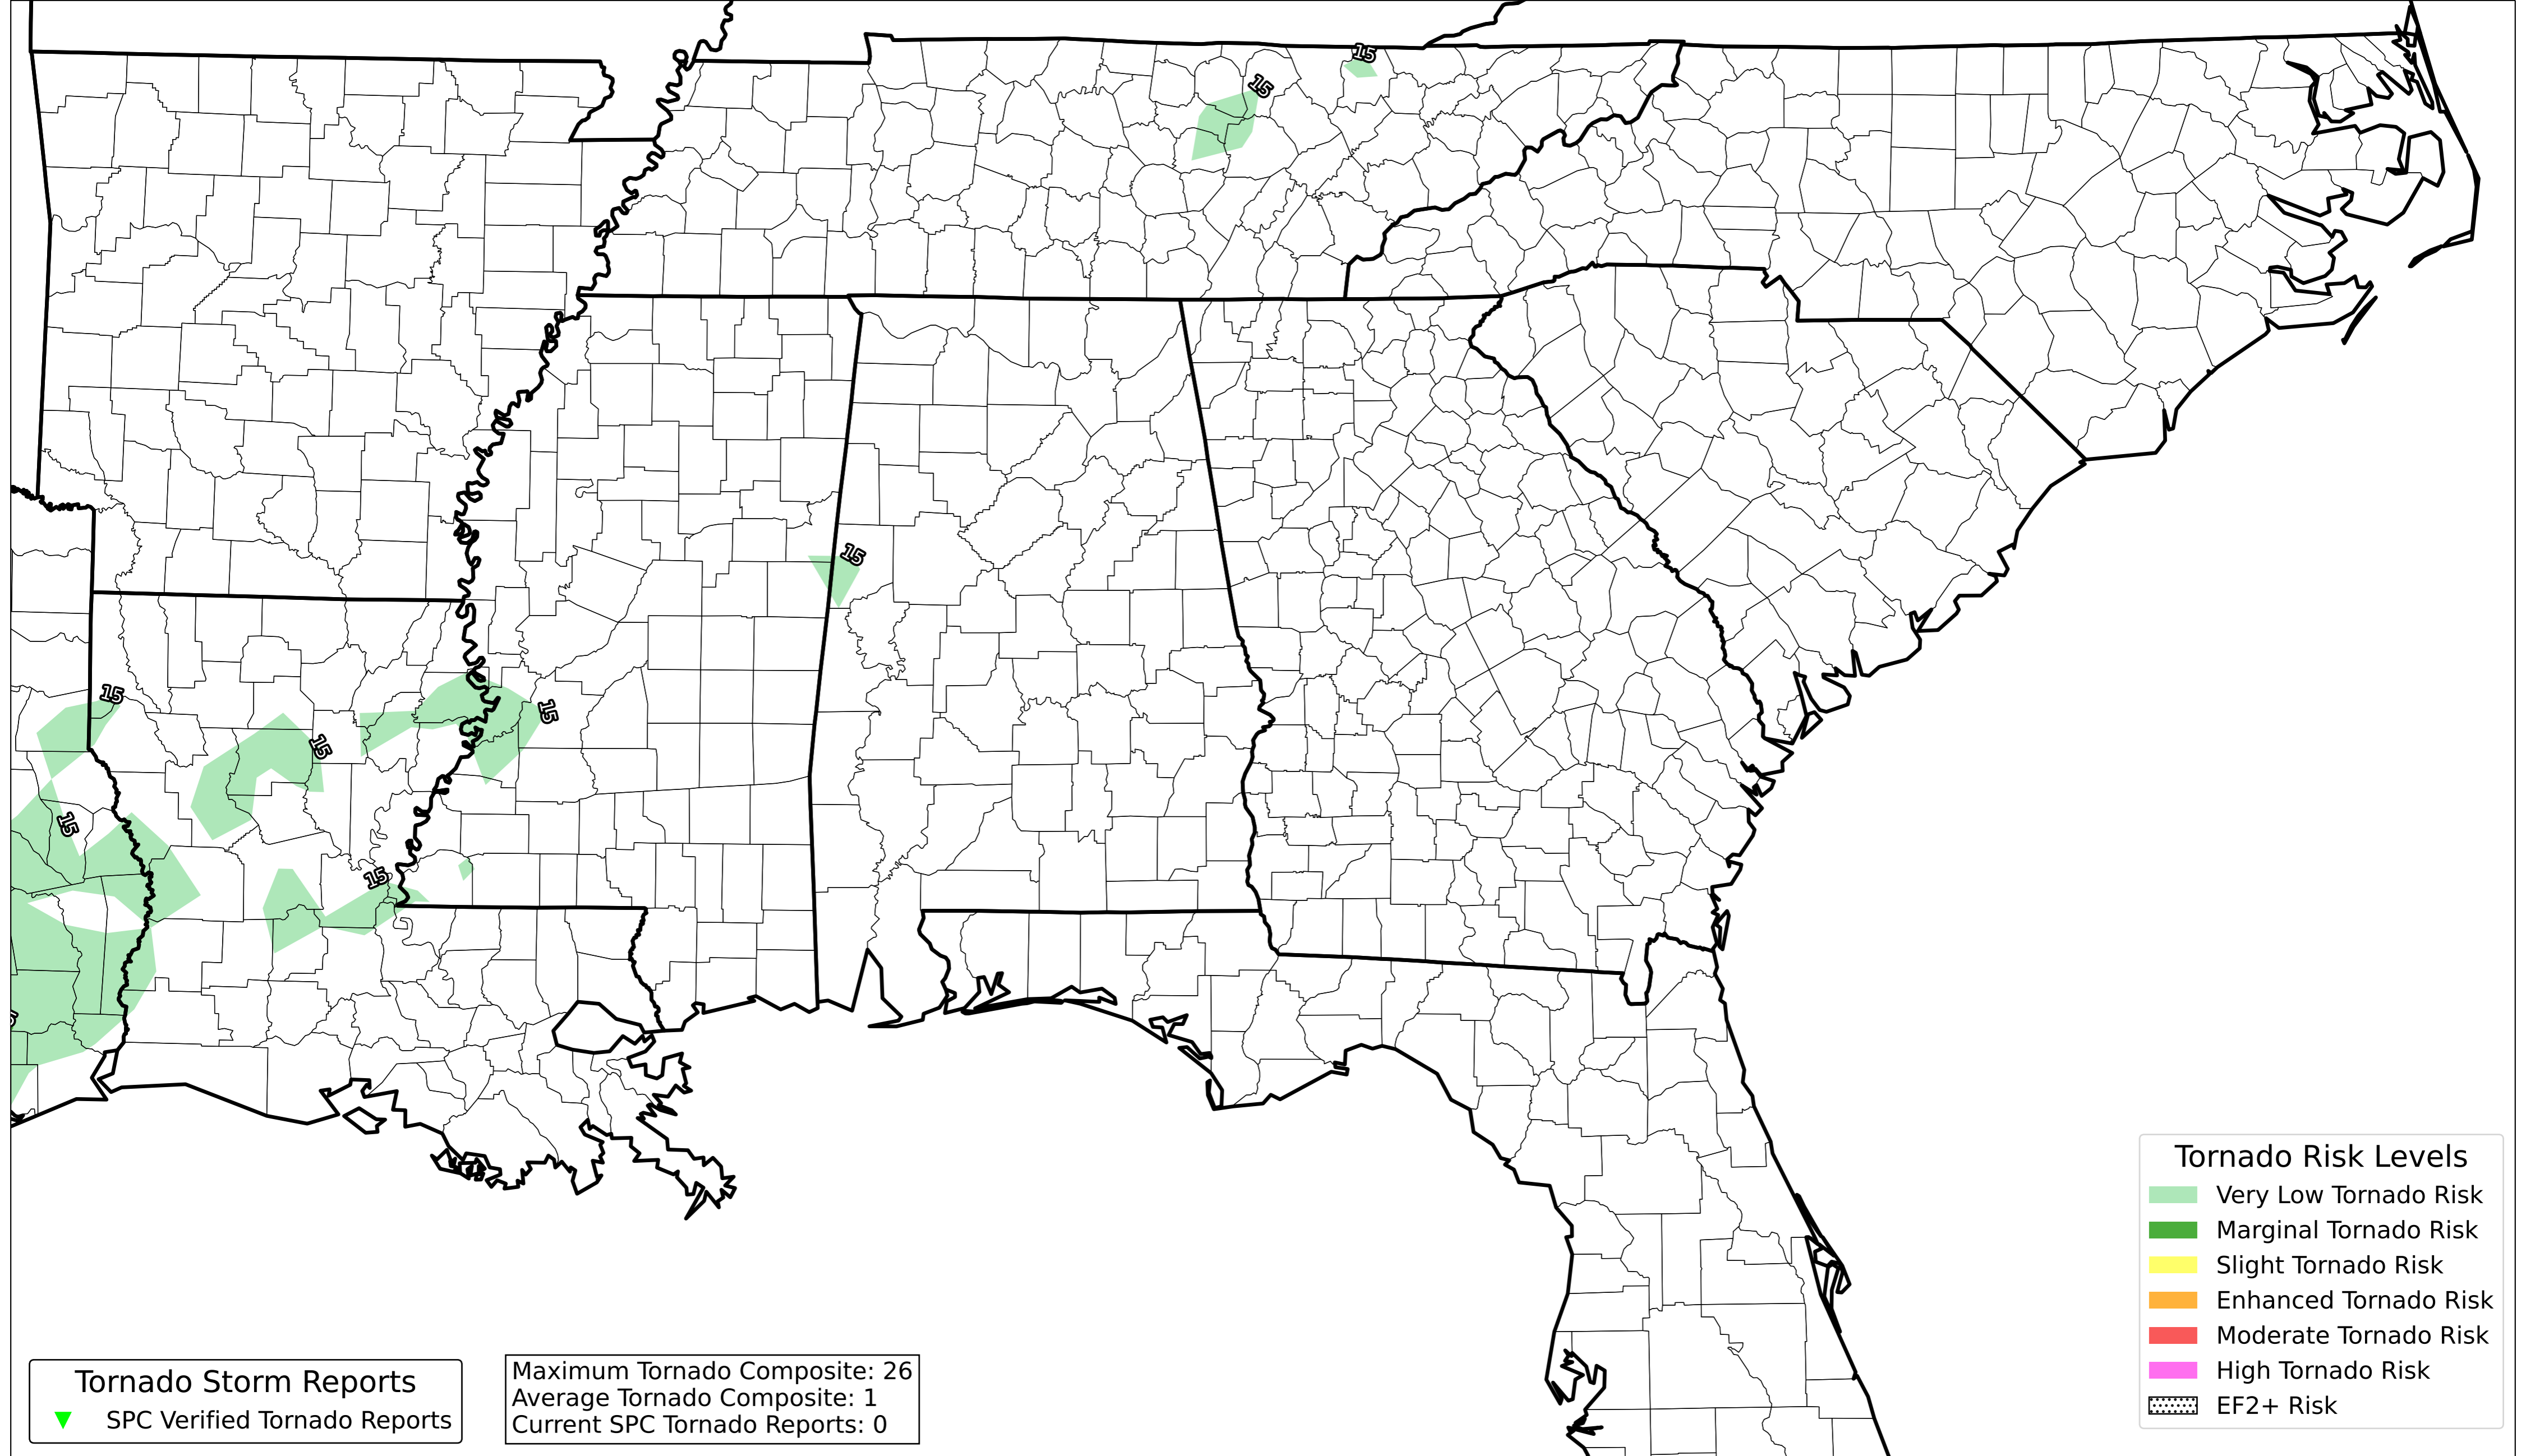 15
15
15
15
15
15
15
15
Tornado Risk Levels
Very Low Tornado Risk
Marginal Tornado Risk
Slight Tornado Risk
Enhanced Tornado Risk
Moderate Tornado Risk
High Tornado Risk
EF2+ Risk
Tornado Storm Reports
SPC Verified Tornado Reports
Maximum Tornado Composite: 26
Average Tornado Composite: 1
Current SPC Tornado Reports: 0